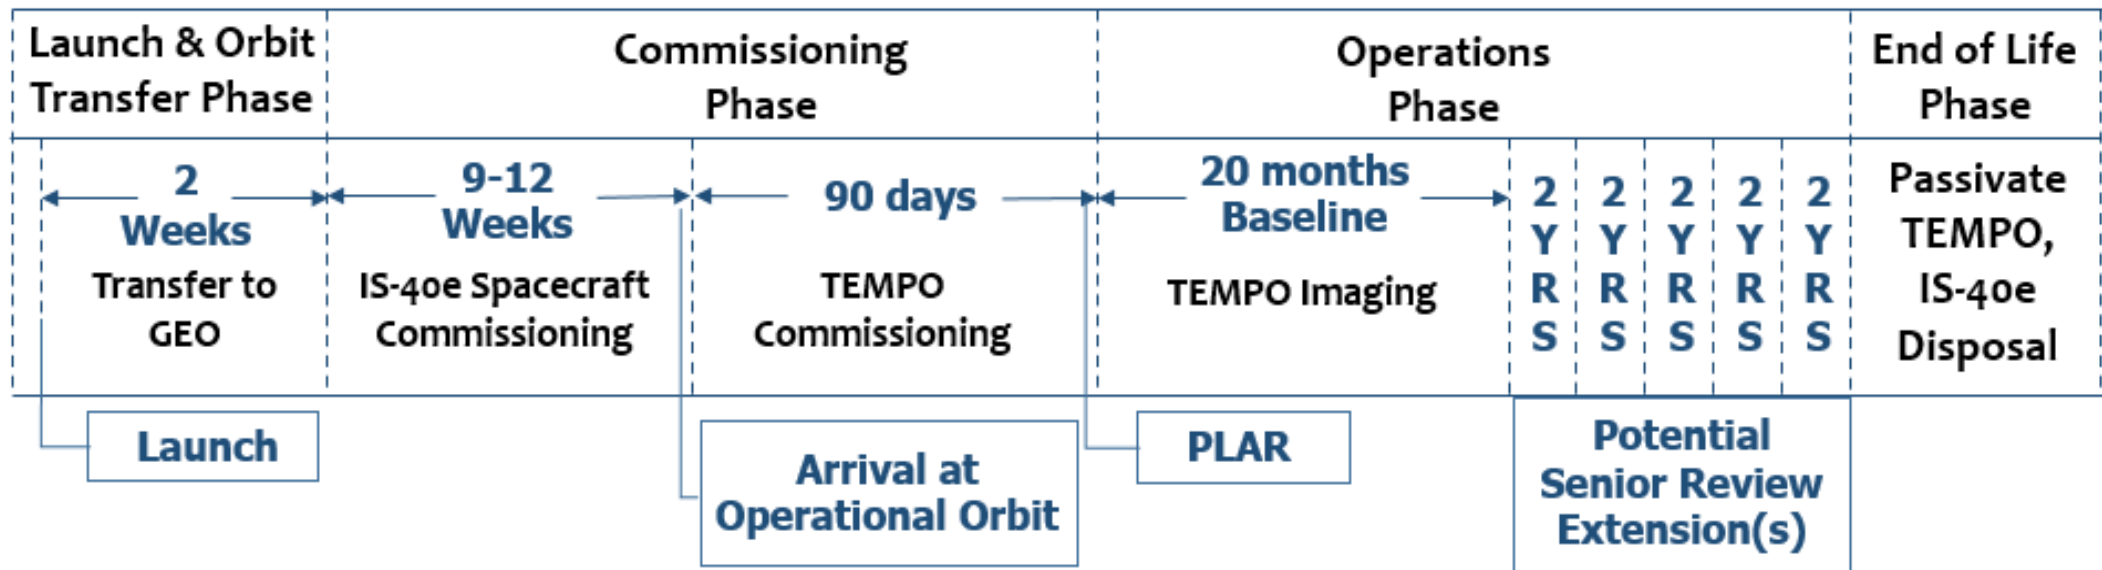 Launch & Orbit
Transfer Phase
Commissioning
Phase
Operations
Phase
End of Life
Phase
2
Weeks
Transfer to
GEO
9-12
Weeks
IS-40e Spacecraft
Commissioning
90 days
TEMPO
Commissioning
20 months
Baseline
TEMPO Imaging
2 2 2 2 2
Y Y Y Y Y
R R R R R
S S S S S
Passivate
TEMPO,
IS-40e
Disposal
Launch
Arrival at
Operational Orbit
PLAR
Potential
Senior Review
Extension(s)